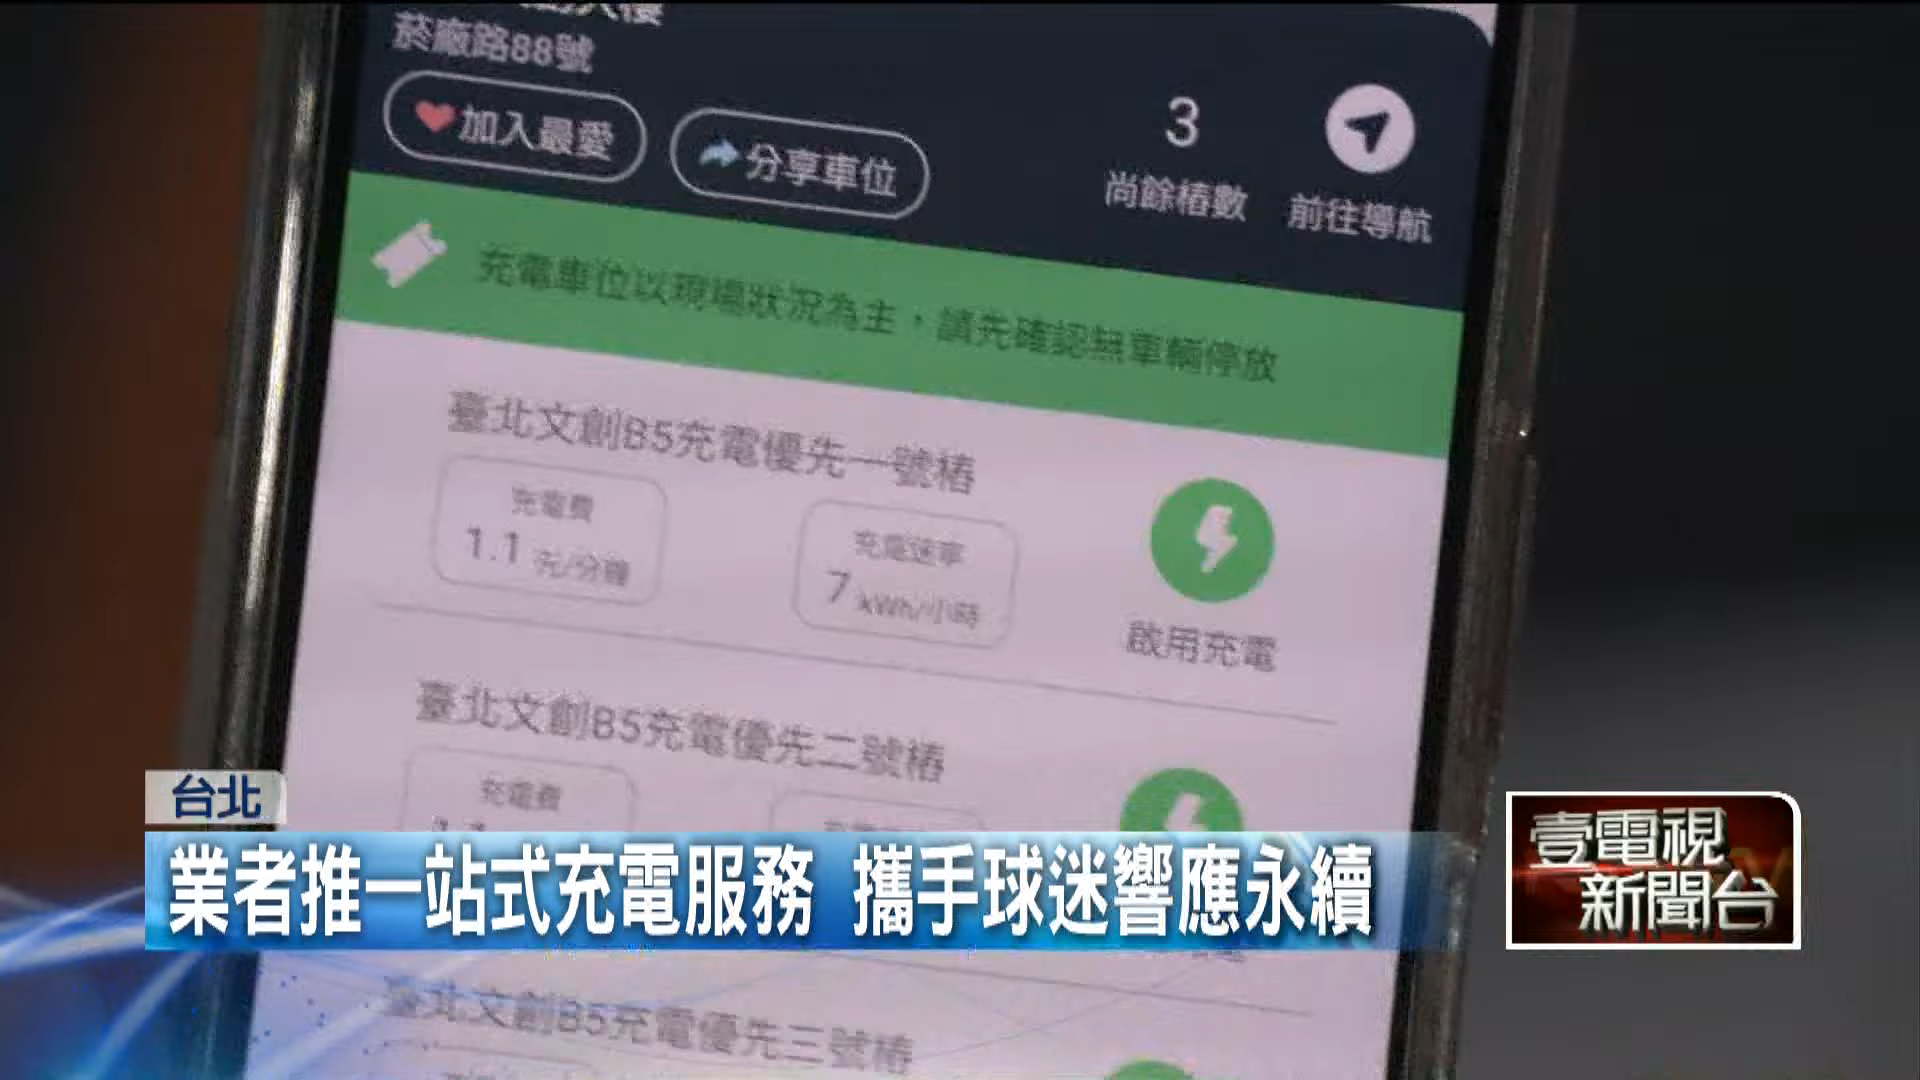 菸廠路88號
加入最愛
分享車位
3
尚餘樁數
前往導航
充電車位以現場狀況為主，請先確認無車輛停放
臺北文創B5充電優先一號樁
充電費
1.1 元/分鐘
充電速率
7 kWh/小時
啟用充電
臺北文創B5充電優先二號樁
充電費
臺北文創B5充電優先三號樁
台北
業者推一站式充電服務 攜手球迷響應永續
壹電視
新聞台